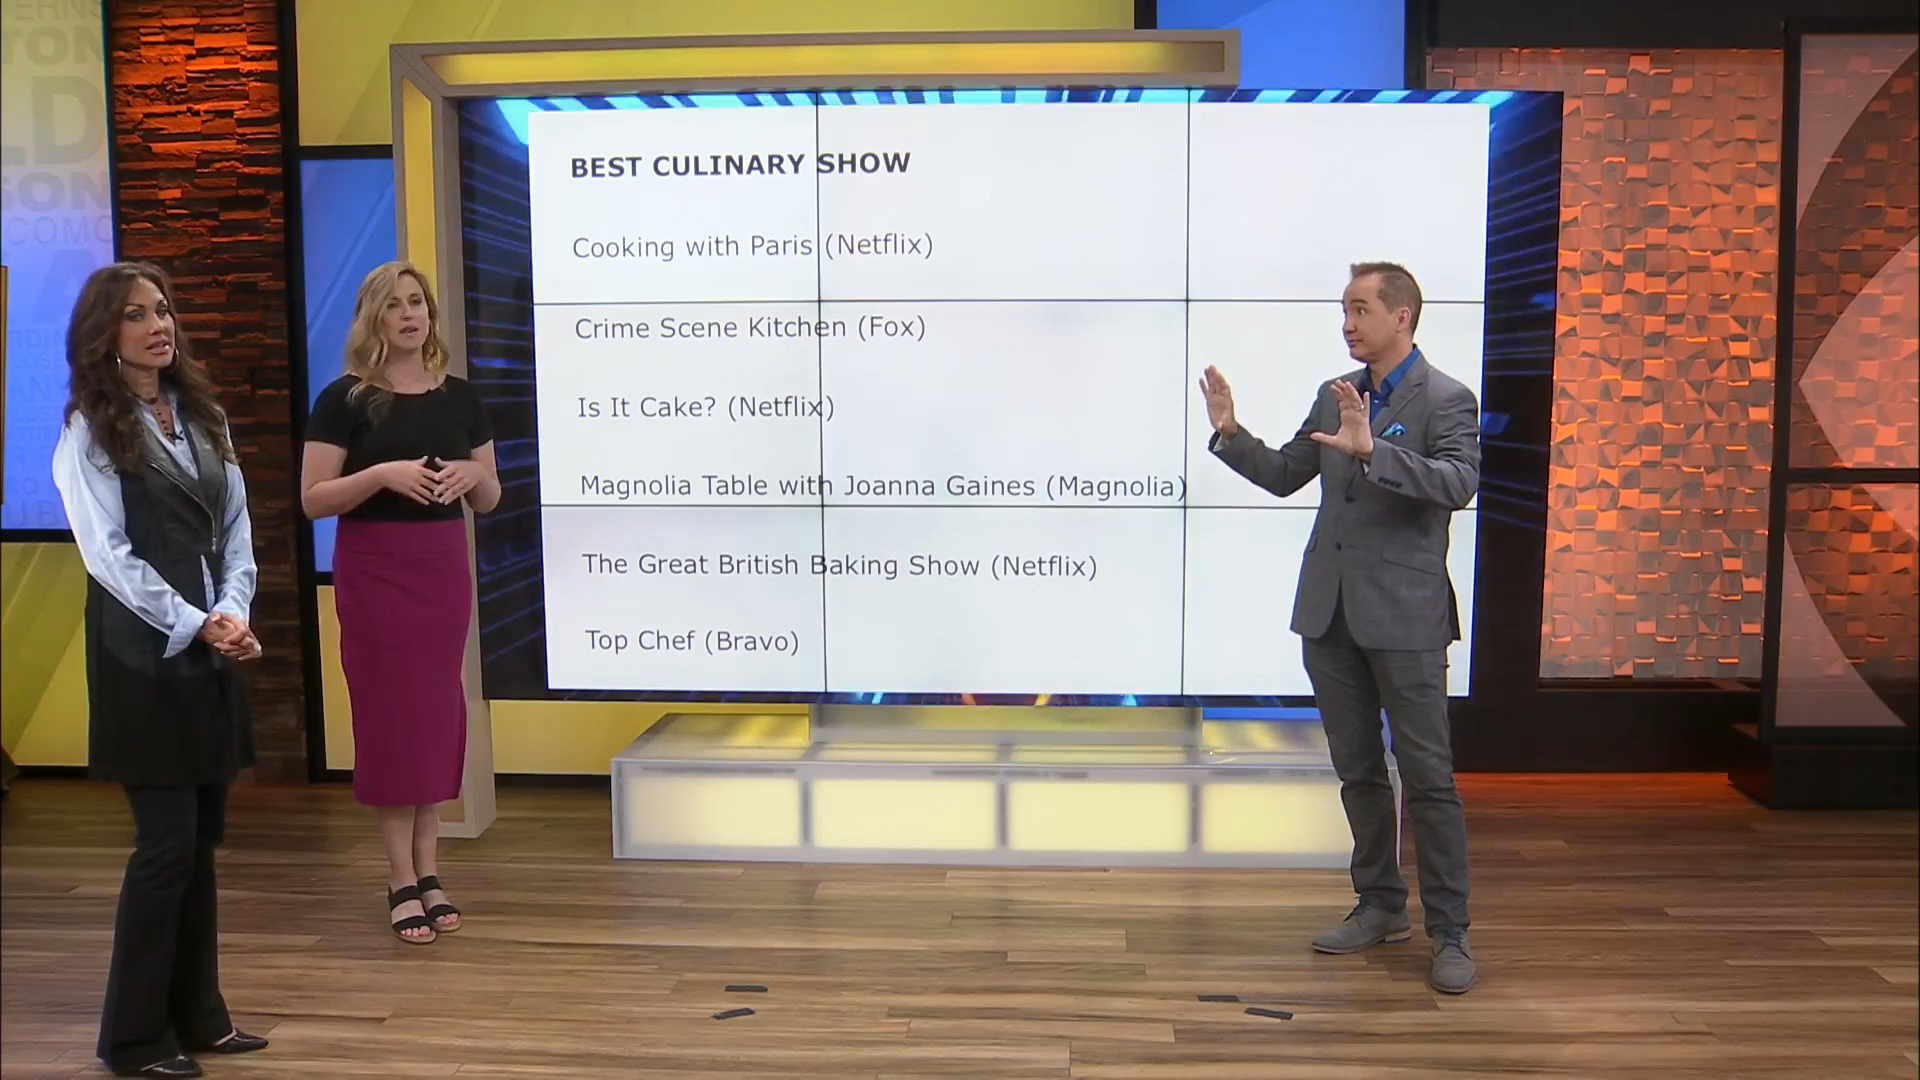 BEST CULINARY SHOW
Cooking with Paris (Netflix)
Crime Scene Kitchen (Fox)
Is It Cake? (Netflix)
Magnolia Table with Joanna Gaines (Magnolia)
The Great British Baking Show (Netflix)
Top Chef (Bravo)